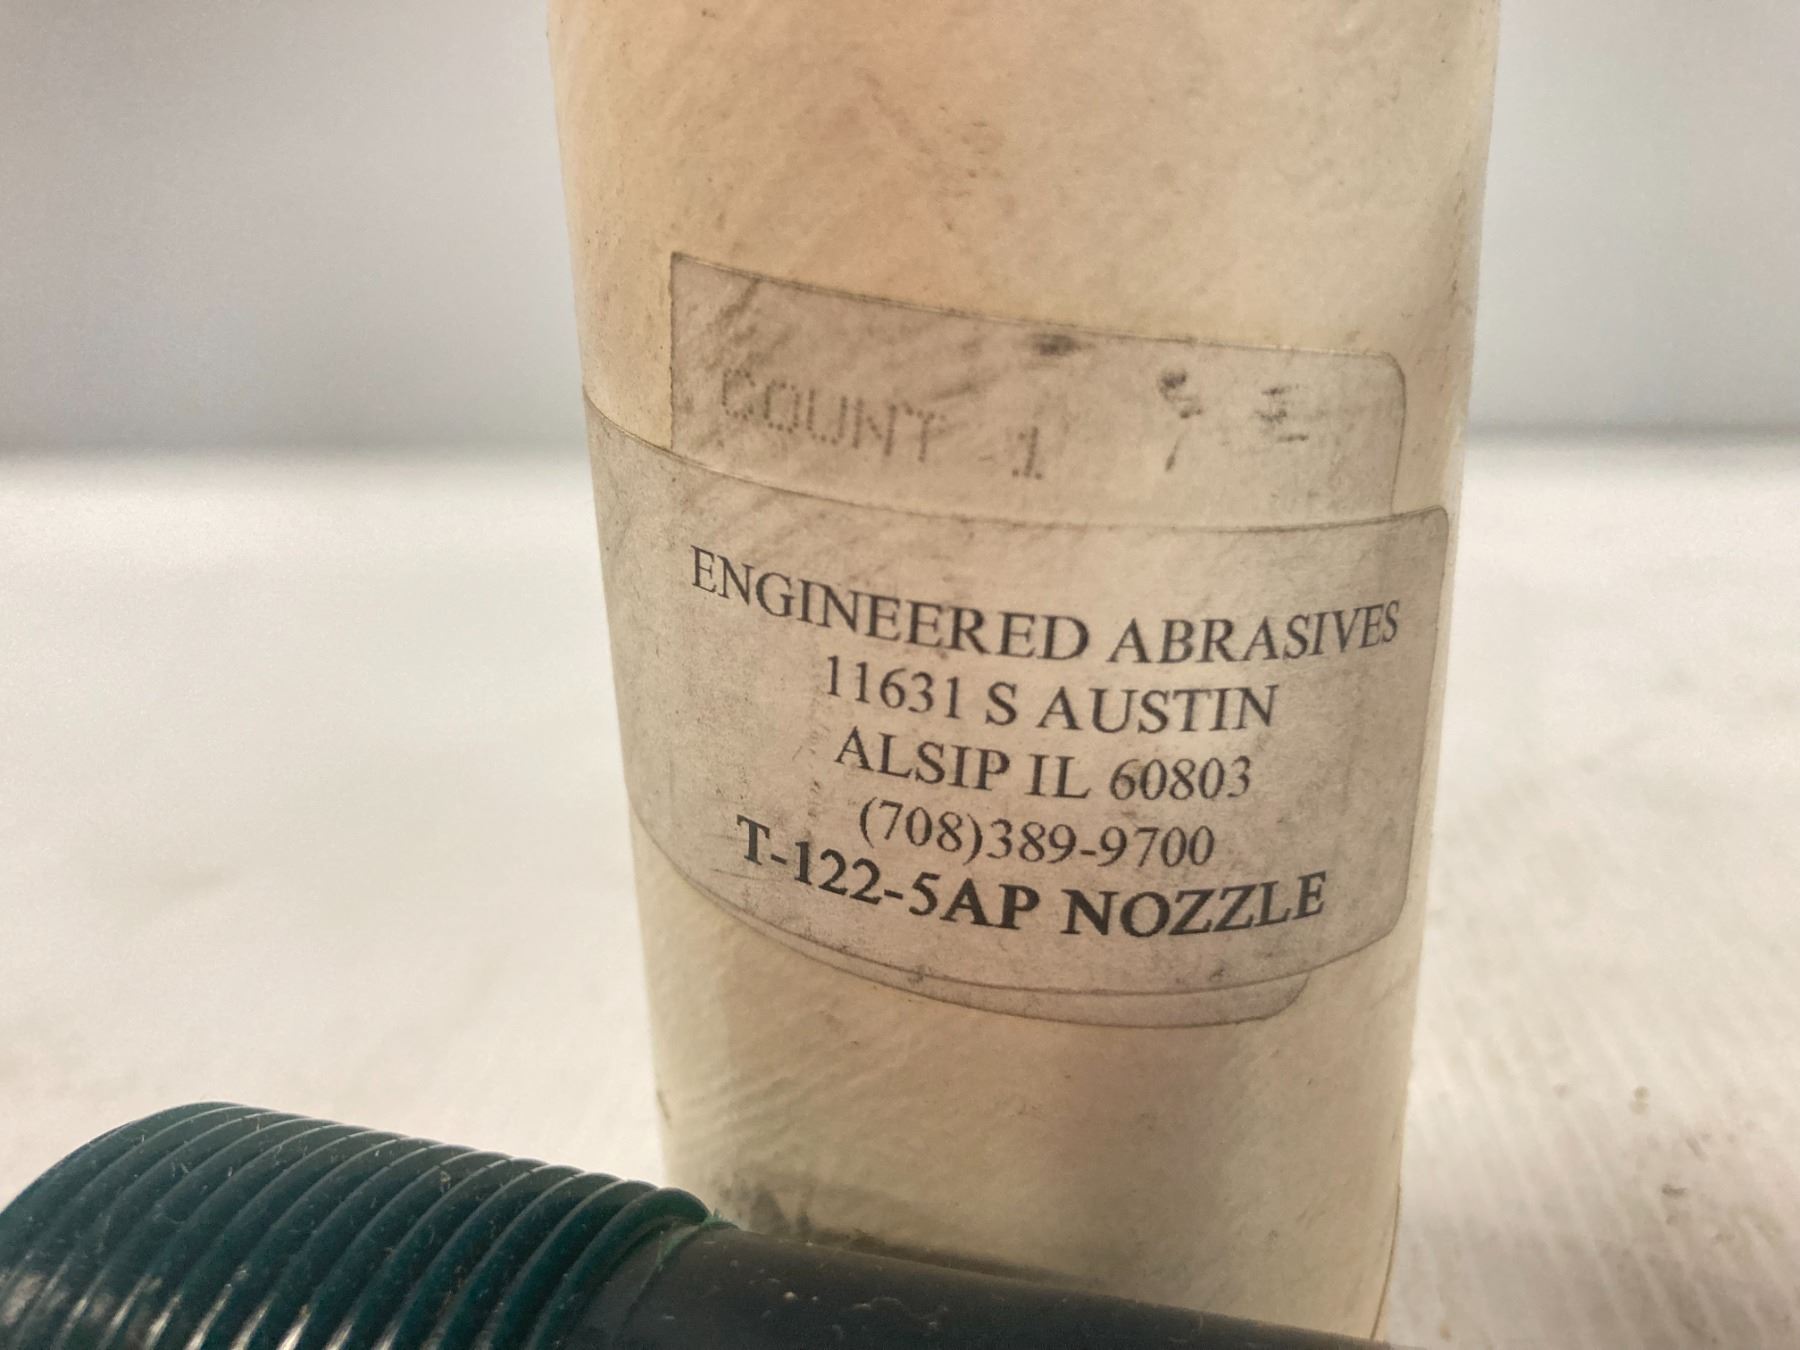 COUNT 1
ENGINEERED ABRASIVES
11631 S AUSTIN
ALSIP IL 60803
(708)389-9700
T-122-5AP NOZZLE